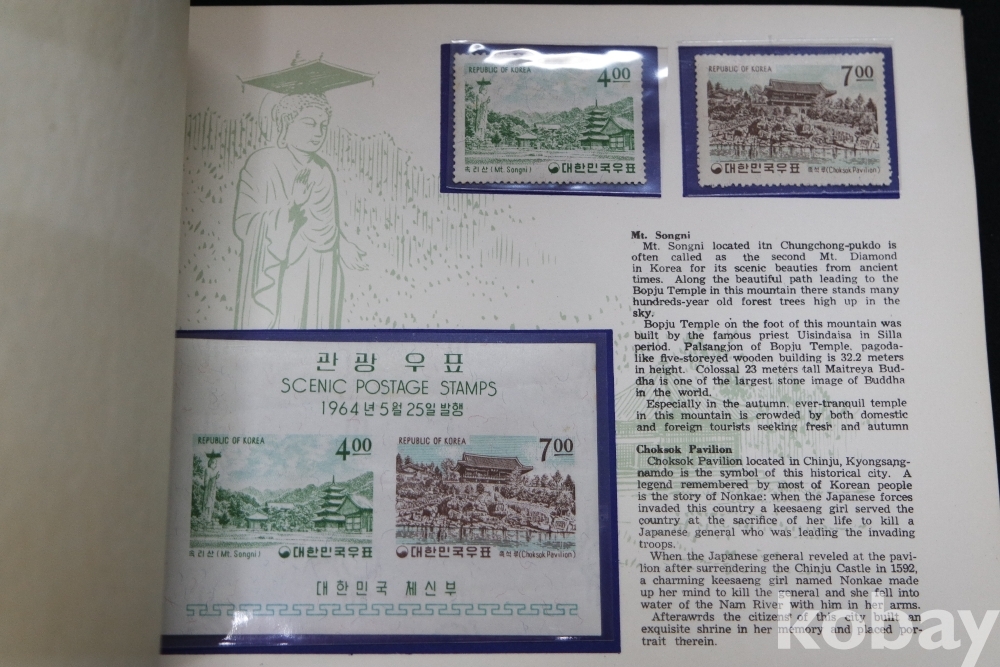 REPUBLIC OF KOREA
4.00
속리산 (Mt. Songni)
대한민국우표
REPUBLIC OF KOREA
7.00
대한민국우표
촉석루 (Choksok Pavilion)
관광 우표
SCENIC POSTAGE STAMPS
1964년 5월 25일 발행
REPUBLIC OF KOREA
4.00
속리산 (Mt. Songni)
대한민국우표
REPUBLIC OF KOREA
7.00
대한민국우표
촉석루 (Choksok Pavilion)
대한민국 체신부
Mt. Songni
Mt. Songni located itn Chungchong-pukdo is
often called as the second Mt. Diamond
in Korea for its scenic beauties from ancient
times. Along the beautiful path leading to the
Bopju Temple in this mountain there stands many
hundreds-year old forest trees high up in the
sky.
Bopju Temple on the foot of this mountain was
built by the famous priest Uisindaisa in Silla
period. Palsangjon of Bopju Temple, pagoda-
like five-storeyed wooden building is 32.2 meters
in height. Colossal 23 meters tall Maitreya Bud-
dha is one of the largest stone image of Buddha
in the world.
Especially in the autumn, ever-tranquil temple
in this mountain is crowded by both domestic
and foreign tourists seeking fresh and autumn
Choksok Pavilion
Choksok Pavilion located in Chinju, Kyongsang-
namdo is the symbol of this historical city. A
legend remembered by most of Korean people
is the story of Nonkae: when the Japanese forces
invaded this country a keesaeng girl served the
country at the sacrifice of her life to kill a
Japanese general who was leading the invading
troops.
When the Japanese general reveled at the pavi-
lion after surrendering the Chinju Castle in 1592,
a charming keesaeng girl named Nonkae made
up her mind to kill the general and she fell into
water of the Nam River with him in her arms.
Afterawrds the citizens of this city built an
exquisite shrine in her memory and placed por-
trait therein.
kobay